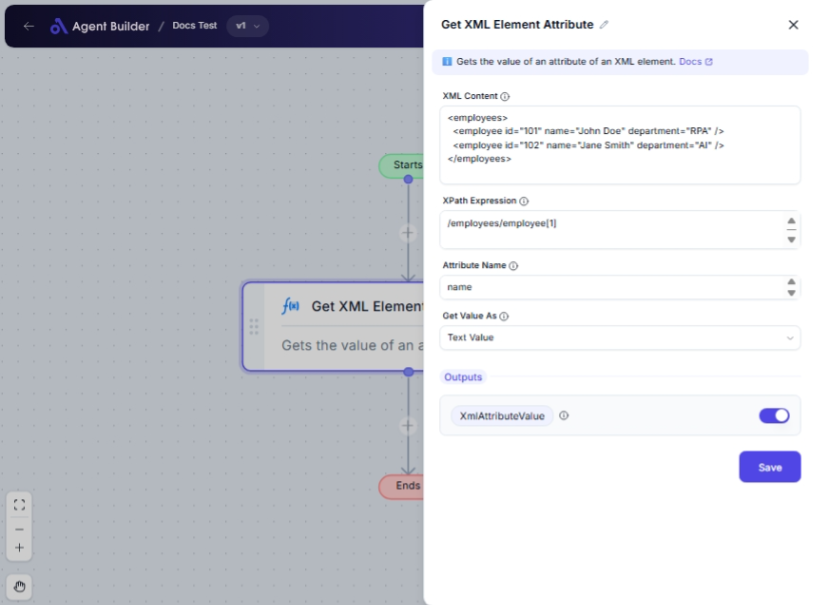 Agent Builder / Docs Test v1
Get XML Element Attribute
Gets the value of an attribute of an XML element. Docs
XML Content
<employees>
<employee id="101" name="John Doe" department="RPA" />
<employee id="102" name="Jane Smith" department="AI" />
</employees>
XPath Expression
/employees/employee[1]
Attribute Name
name
Get Value As
Text Value
Outputs
XmlAttributeValue
Save
Starts
f(x) Get XML Element
Gets the value of an a
Ends